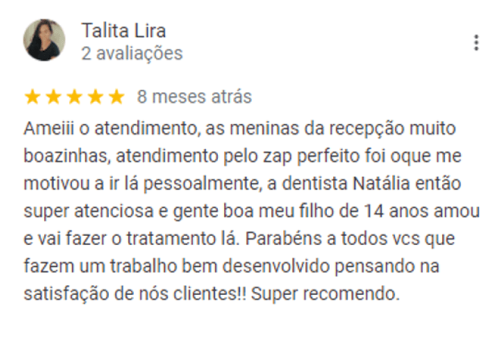 Talita Lira
2 avaliações
8 meses atrás
Ameiii o atendimento, as meninas da recepção muito
boazinhas, atendimento pelo zap perfeito foi oque me
motivou a ir lá pessoalmente, a dentista Natália então
super atenciosa e gente boa meu filho de 14 anos amou
e vai fazer o tratamento lá. Parabéns a todos vcs que
fazem um trabalho bem desenvolvido pensando na
satisfação de nós clientes!! Super recomendo.